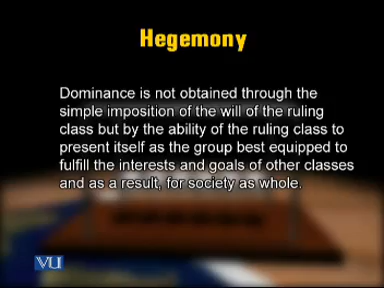 Hegemony
Dominance is not obtained through the
simple imposition of the will of the ruling
class but by the ability of the ruling class to
present itself as the group best equipped to
fulfill the interests and goals of other classes
and as a result, for society as whole.
VU